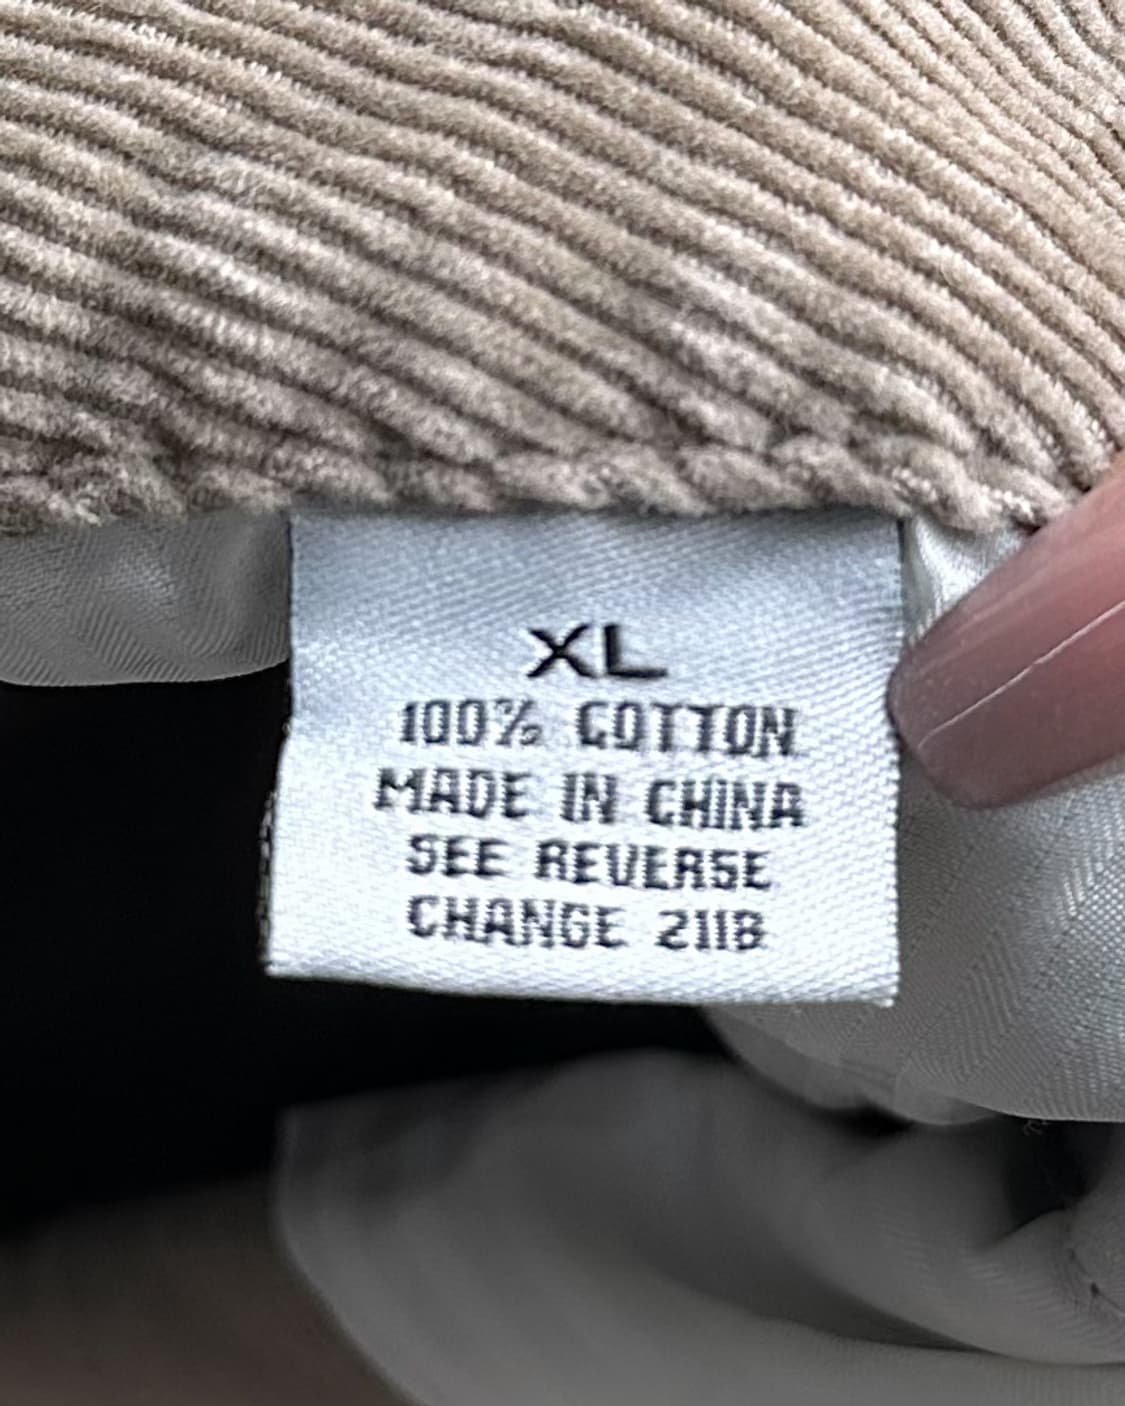 XL
100% COTTON
MADE IN CHINA
SEE REVERSE
CHANGE 2118